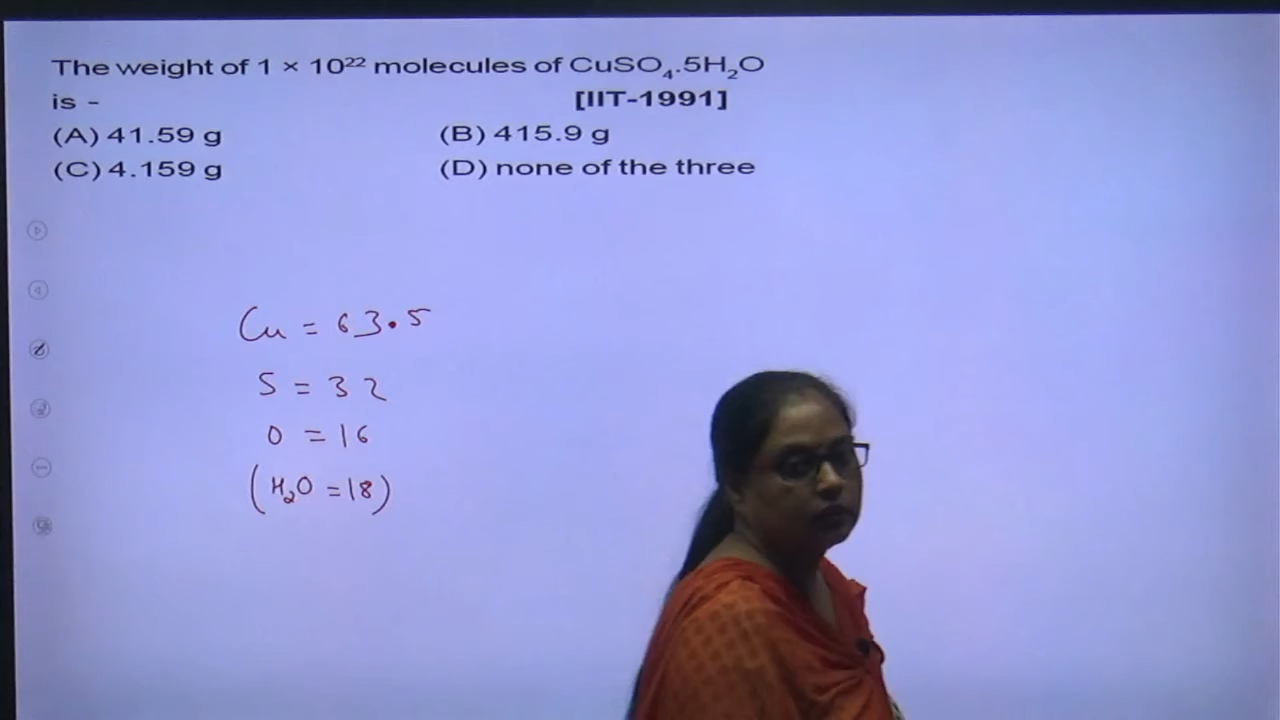 The weight of 1 × 10²² molecules of CuSO₄.5H₂O
is -
[IIT-1991]
(A) 41.59 g
(B) 415.9 g
(C) 4.159 g
(D) none of the three
Cu = 63.5
S = 32
O = 16
(H₂O = 18)